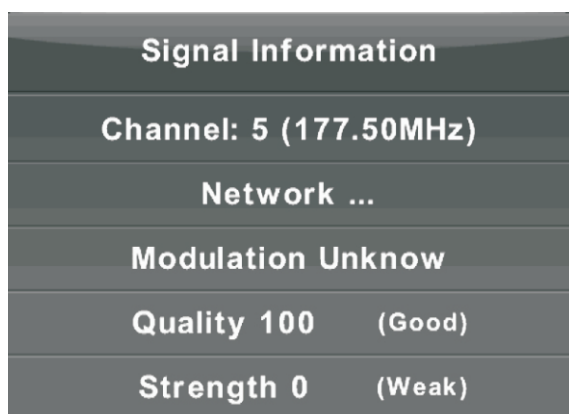 Signal Information
Channel: 5 (177.50MHz)
Network ...
Modulation Unknow
Quality 100 (Good)
Strength 0 (Weak)